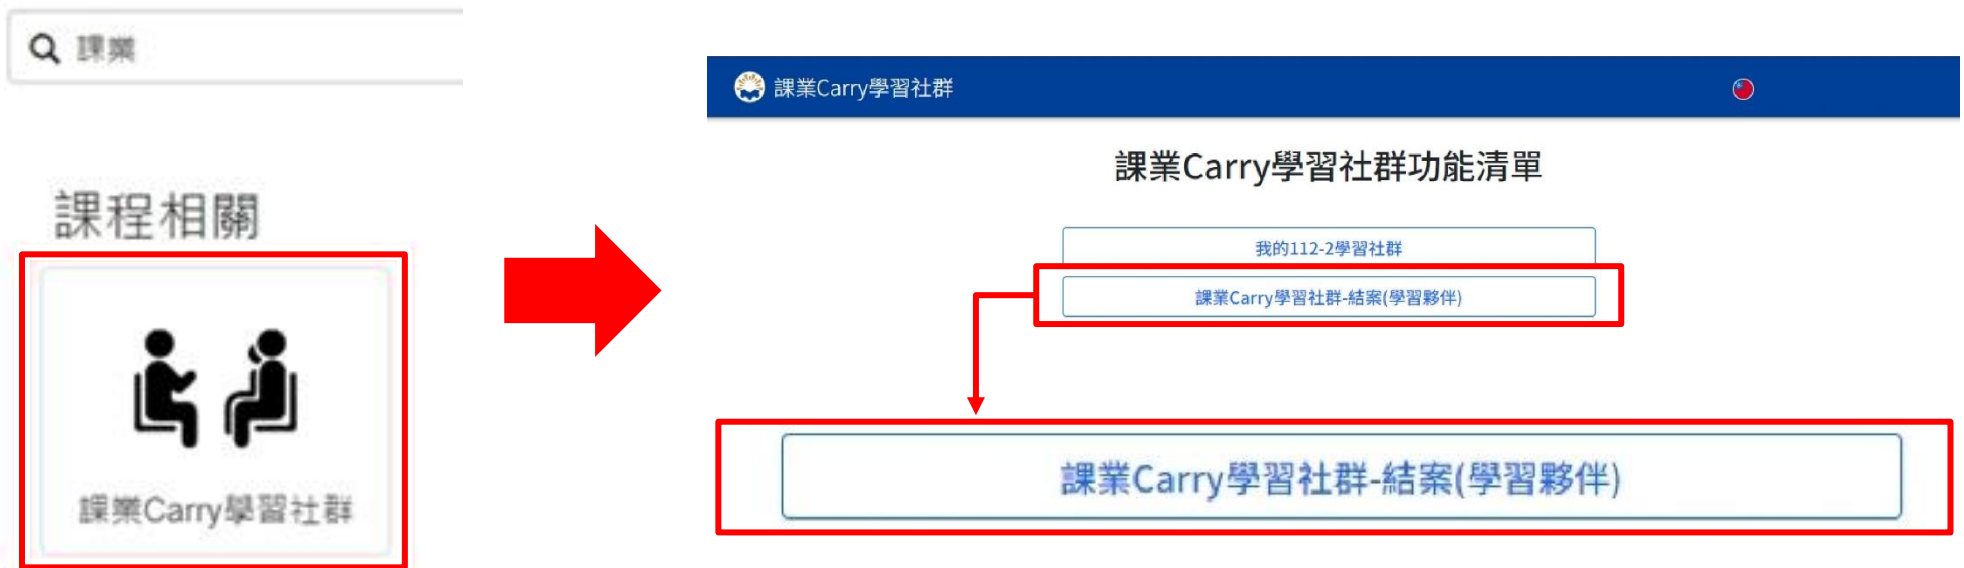 課業
課程相關
課業Carry學習社群
課業Carry學習社群
課業Carry學習社群功能清單
我的112-2學習社群
課業Carry學習社群-結案(學習夥伴)
課業Carry學習社群-結案(學習夥伴)